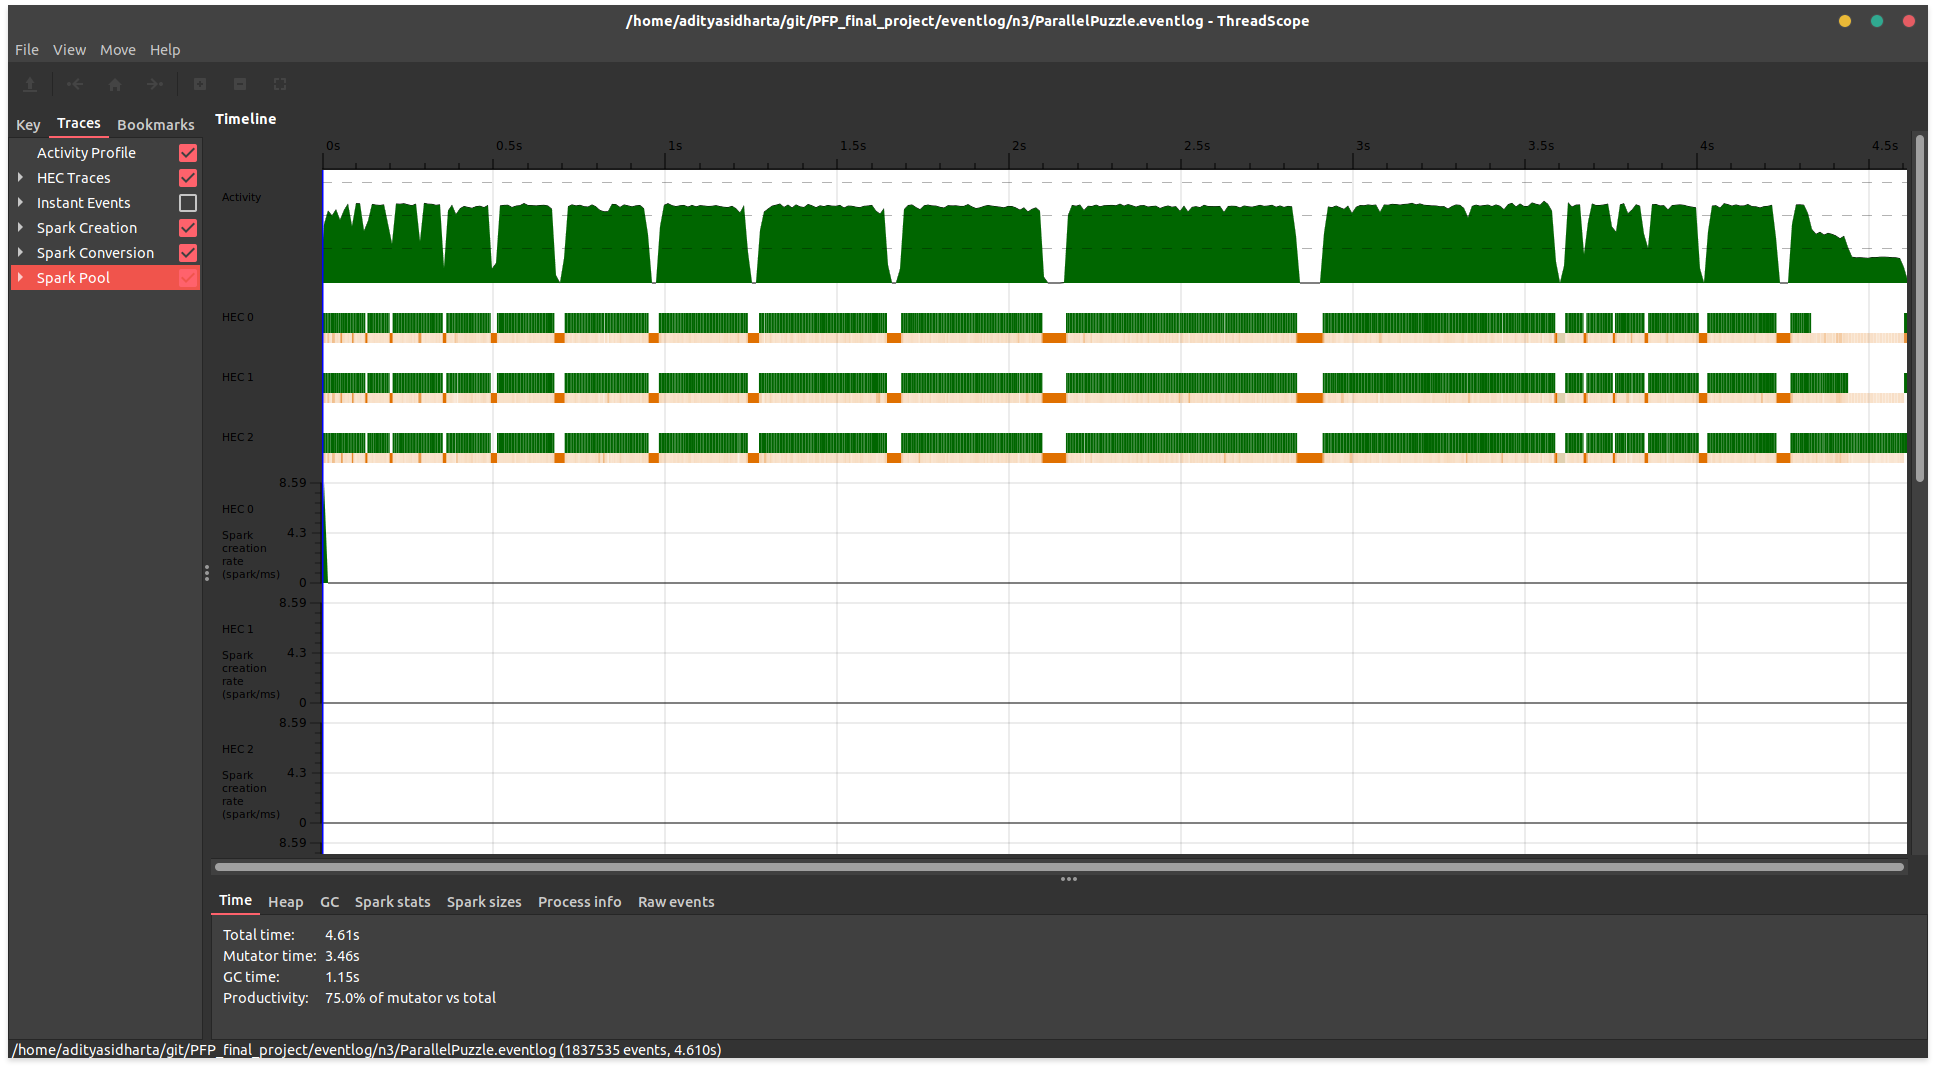 /home/adityasidharta/git/PFP_final_project/eventlog/n3/ParallelPuzzle.eventlog - ThreadScope
File View Move Help
Key Traces Bookmarks
Activity Profile
HEC Traces
Instant Events
Spark Creation
Spark Conversion
Spark Pool
Timeline
0s 0.5s 1s 1.5s 2s 2.5s 3s 3.5s 4s 4.5s
Activity
HEC 0
HEC 1
HEC 2
8.59
HEC 0
4.3
Spark
creation
rate
(spark/ms)
0
8.59
HEC 1
4.3
Spark
creation
rate
(spark/ms)
0
8.59
HEC 2
4.3
Spark
creation
rate
(spark/ms)
0
8.59
Time Heap GC Spark stats Spark sizes Process info Raw events
Total time: 4.61s
Mutator time: 3.46s
GC time: 1.15s
Productivity: 75.0% of mutator vs total
/home/adityasidharta/git/PFP_final_project/eventlog/n3/ParallelPuzzle.eventlog (1837535 events, 4.610s)